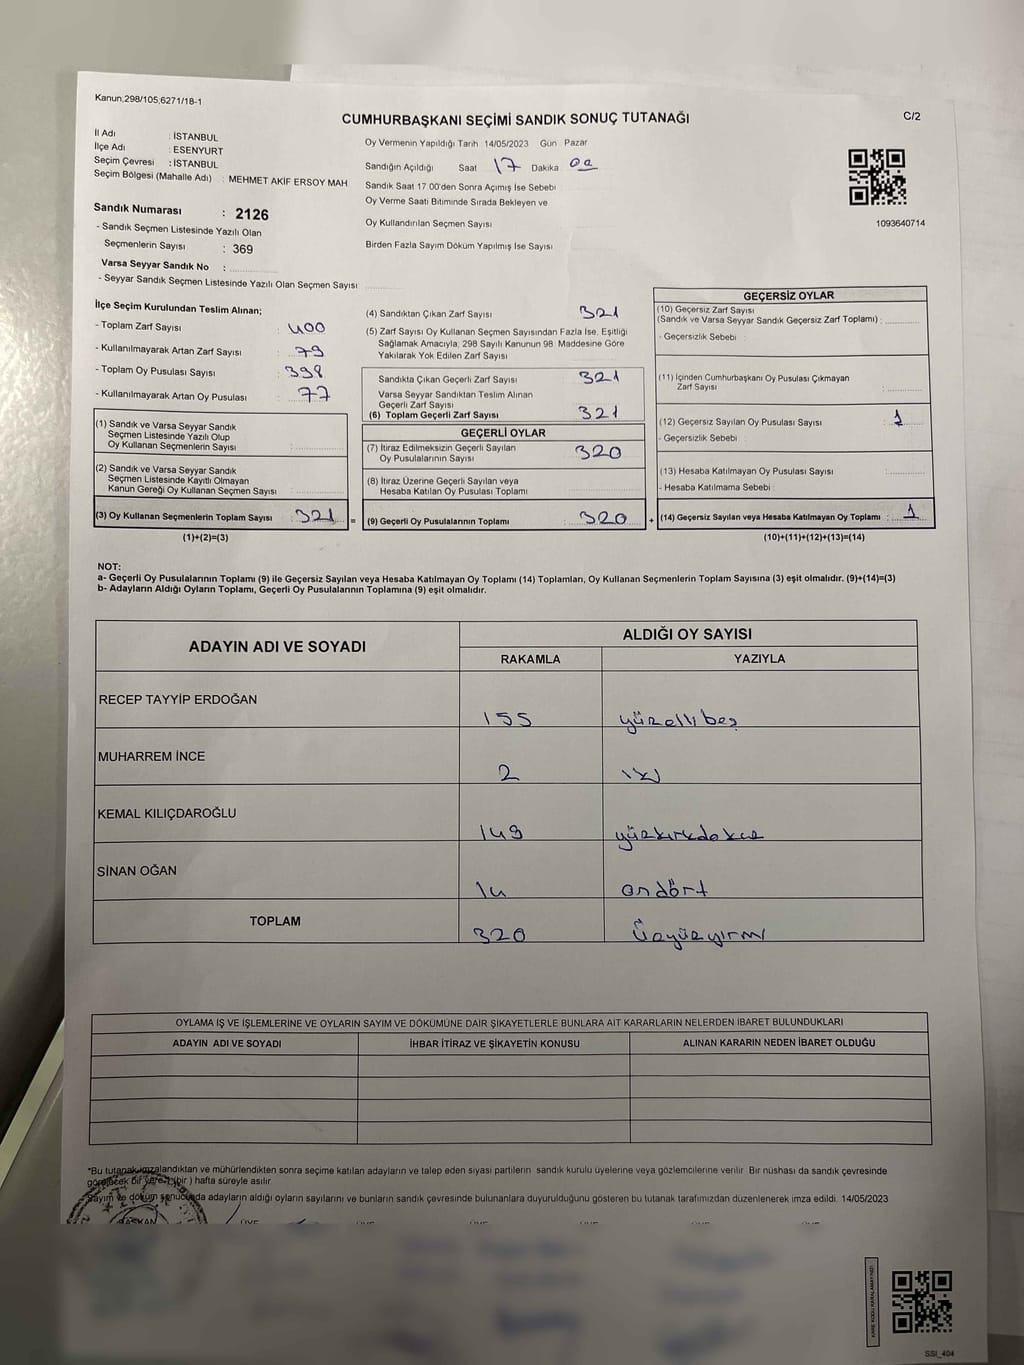 Kanun;298/105;6271/18-1
CUMHURBAŞKANI SEÇİMİ SANDIK SONUÇ TUTANAĞI
C/2
İl Adı : İSTANBUL
İlçe Adı : ESENYURT
Seçim Çevresi : İSTANBUL
Seçim Bölgesi (Mahalle Adı) : MEHMET AKİF ERSOY MAH
Sandık Numarası : 2126
- Sandık Seçmen Listesinde Yazılı Olan
Seçmenlerin Sayısı : 369
Varsa Seyyar Sandık No :
- Seyyar Sandık Seçmen Listesinde Yazılı Olan Seçmen Sayısı
Oy Vermenin Yapıldığı Tarih 14/05/2023 Gün Pazar
Sandığın Açıldığı Saat 17 Dakika 00
Sandık Saat 17.00'den Sonra Açımış İse Sebebi
Oy Verme Saati Bitiminde Sırada Bekleyen ve
Oy Kullandırılan Seçmen Sayısı
Birden Fazla Sayım Döküm Yapılmış İse Sayısı
1093640714
İlçe Seçim Kurulundan Teslim Alınan;
- Toplam Zarf Sayısı : 400
- Kullanılmayarak Artan Zarf Sayısı : 79
- Toplam Oy Pusulası Sayısı : 398
- Kullanılmayarak Artan Oy Pusulası : 77
(1) Sandık ve Varsa Seyyar Sandık
Seçmen Listesinde Yazılı Olup
Oy Kullanan Seçmenlerin Sayısı :
(2) Sandık ve Varsa Seyyar Sandık
Seçmen Listesinde Kayıtlı Olmayan
Kanun Gereği Oy Kullanan Seçmen Sayısı :
(3) Oy Kullanan Seçmenlerin Toplam Sayısı : 321 =
(1)+(2)=(3)
(4) Sandıktan Çıkan Zarf Sayısı 321
(5) Zarf Sayısı Oy Kullanan Seçmen Sayısından Fazla İse, Eşitliği
Sağlamak Amacıyla; 298 Sayılı Kanunun 98. Maddesine Göre
Yakılarak Yok Edilen Zarf Sayısı
Sandıkta Çıkan Geçerli Zarf Sayısı 321
Varsa Seyyar Sandıktan Teslim Alınan
Geçerli Zarf Sayısı
(6) Toplam Geçerli Zarf Sayısı 321
GEÇERLİ OYLAR
(7) İtiraz Edilmeksizin Geçerli Sayılan
Oy Pusulalarının Sayısı 320
(8) İtiraz Üzerine Geçerli Sayılan veya
Hesaba Katılan Oy Pusulası Toplamı
(9) Geçerli Oy Pusulalarının Toplamı : 320 +
GEÇERSİZ OYLAR
(10) Geçersiz Zarf Sayısı
(Sandık ve Varsa Seyyar Sandık Geçersiz Zarf Toplamı) :
- Geçersizlik Sebebi :
(11) İçinden Cumhurbaşkanı Oy Pusulası Çıkmayan
Zarf Sayısı :
(12) Geçersiz Sayılan Oy Pusulası Sayısı : 1
- Geçersizlik Sebebi :
(13) Hesaba Katılmayan Oy Pusulası Sayısı :
- Hesaba Katılmama Sebebi :
(14) Geçersiz Sayılan veya Hesaba Katılmayan Oy Toplamı : 1
(10)+(11)+(12)+(13)=(14)
NOT:
a- Geçerli Oy Pusulalarının Toplamı (9) ile Geçersiz Sayılan veya Hesaba Katılmayan Oy Toplamı (14) Toplamları, Oy Kullanan Seçmenlerin Toplam Sayısına (3) eşit olmalıdır. (9)+(14)=(3)
b- Adayların Aldığı Oyların Toplamı, Geçerli Oy Pusulalarının Toplamına (9) eşit olmalıdır.
ADAYIN ADI VE SOYADI
ALDIĞI OY SAYISI
RAKAMLA YAZIYLA
RECEP TAYYİP ERDOĞAN 155 yüzelli beş
MUHARREM İNCE 2 iki
KEMAL KILIÇDAROĞLU 149 yüzkırkdokuz
SİNAN OĞAN 14 ondört
TOPLAM 320 üçyüzyirmi
OYLAMA İŞ VE İŞLEMLERİNE VE OYLARIN SAYIM VE DÖKÜMÜNE DAİR ŞİKAYETLERLE BUNLARA AİT KARARLARIN NELERDEN İBARET BULUNDUKLARI
ADAYIN ADI VE SOYADI İHBAR İTİRAZ VE ŞİKAYETİN KONUSU ALINAN KARARIN NEDEN İBARET OLDUĞU
*Bu tutanak imzalandıktan ve mühürlendikten sonra seçime katılan adayların ve talep eden siyasi partilerin sandık kurulu üyelerine veya gözlemcilerine verilir. Bir nüshası da sandık çevresinde
görülecek bir yere 1 (bir ) hafta süreyle asılır.
Sayım ve döküm sonucunda adayların aldığı oyların sayılarını ve bunların sandık çevresinde bulunanlara duyurulduğunu gösteren bu tutanak tarafımızdan düzenlenerek imza edildi. 14/05/2023
BAŞKAN
SSI_404